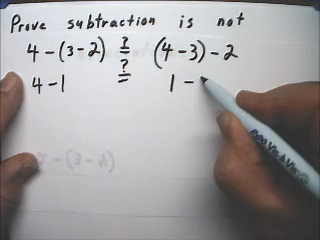 Prove subtraction is not
4 - (3 - 2) ≟ (4 - 3) - 2
4 - 1 ≟ 1 -